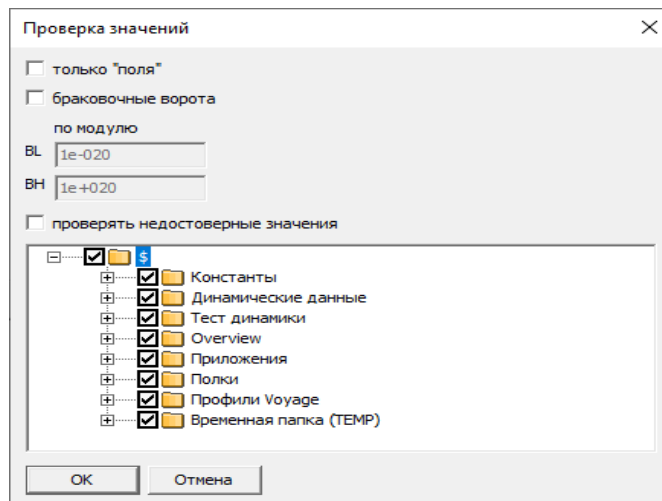 Проверка значений
только "поля"
браковочные ворота
по модулю
BL 1e-020
BH 1e+020
проверять недостоверные значения
$
Константы
Динамические данные
Тест динамики
Overview
Приложения
Полки
Профили Voyage
Временная папка (TEMP)
OK Отмена